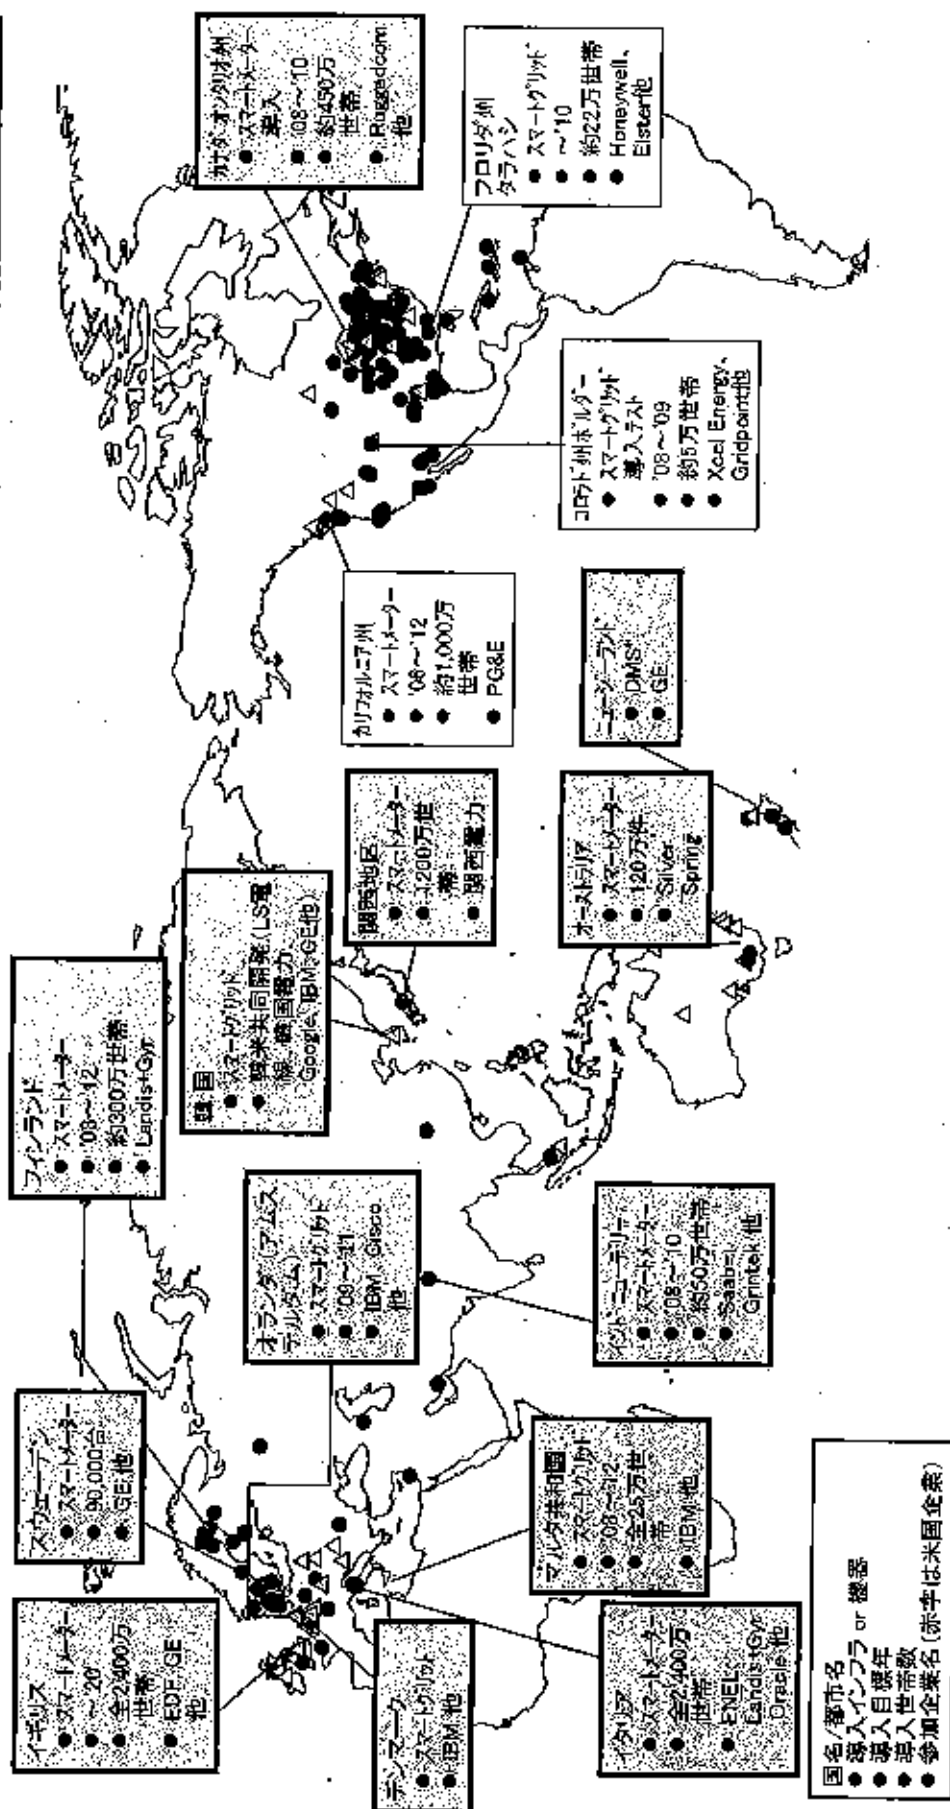 イギリス
● スマートメーター
● ～'20
● 全2,400万
世帯
● EDF, GE
他
スウェーデン
● スマートメーター
● 90,000台
● GE 他
フィンランド
● スマートメーター
● '08～'12
● 約300万世帯
● Landis+Gyr
デンマーク
● スマートグリッド
● IBM 他
オランダ(アムス
テルダム)
● スマートグリッド
● '09～
● IBM, Cisco
他
韓国
● スマートグリッド
● 韓米共同開発(LS電
線、韓国電力、
Google, IBM, GE他)
関西地区
● スマートメーター
● 1200万世
帯
● 関西電力
カリフォルニア州
● スマートメーター
● '08～'12
● 約1,000万
世帯
● PG&E
カナダ・オンタリオ州
● スマートメーター
導入
● '08～'10
● 約450万
世帯
● Ruggedcom
他
フロリダ州
タラハシ
● スマートグリッド
● ～'10
● 約22万世帯
● Honeywell、
Elster他
コロラド州ボルダー
● スマートグリッド
導入テスト
● '08～'09
● 約5万世帯
● Xcel Energy、
Gridpoint他
イタリア
● スマートメーター
● 全2,400万
世帯
● ENEL,
Landis+Gyr,
Oracle 他
マルタ共和国
● スマートグリッド
● '08～'12
● 全25万世
帯
● IBM 他
インド・ニューデリー
● スマートメーター
● '08～'10
● 約50万世帯
● Saab
Grintek 他
オーストラリア
● スマートメーター
● 120万件
● Silver
Spring
ニュージーランド
● DMS
● GE
国名/都市名
● 導入インフラ or 機器
● 導入目標年
● 導入世帯数
● 参加企業名(赤字は米国企業)